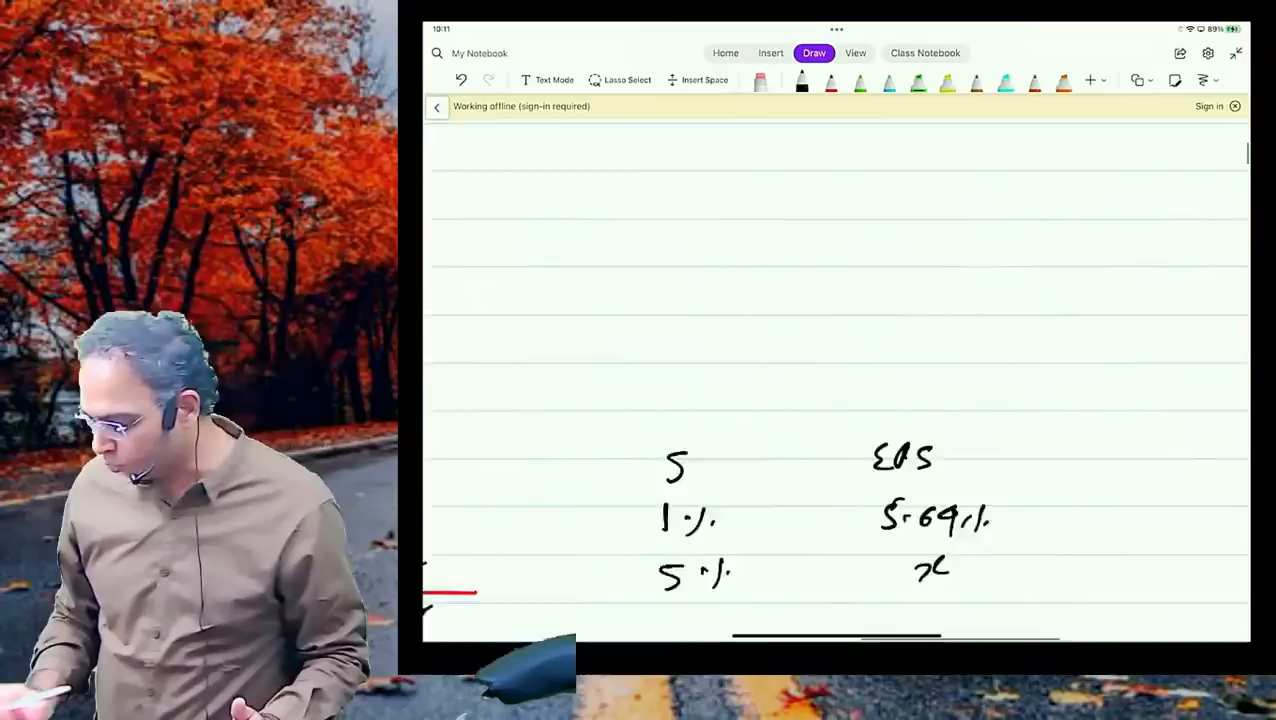 10:11 ... 89%
My Notebook Home Insert Draw View Class Notebook
Text Mode Lasso Select Insert Space
Working offline (sign-in required) Sign in
S EPS
1 % 5.64 %
5 % x